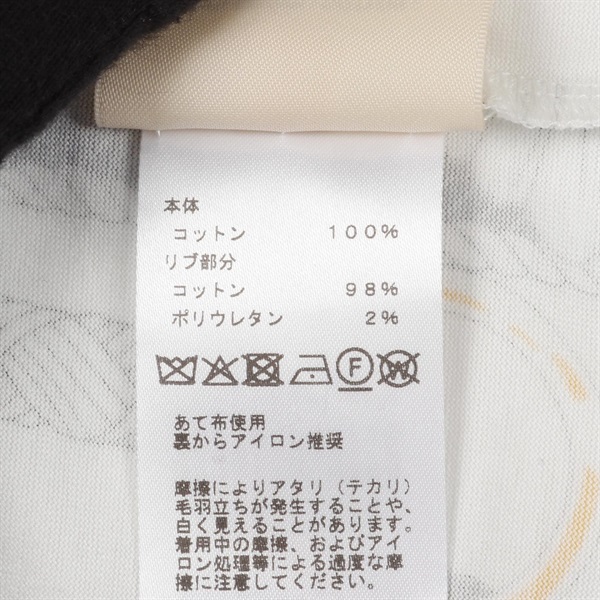 本体
コットン 100%
リブ部分
コットン 98%
ポリウレタン 2%
F W
あて布使用
裏からアイロン推奨
摩擦によりアタリ(テカリ)
毛羽立ちが発生することや、
白く見えることがあります。
着用中の摩擦、およびアイ
ロン処理等による過度な摩
擦に注意してください。